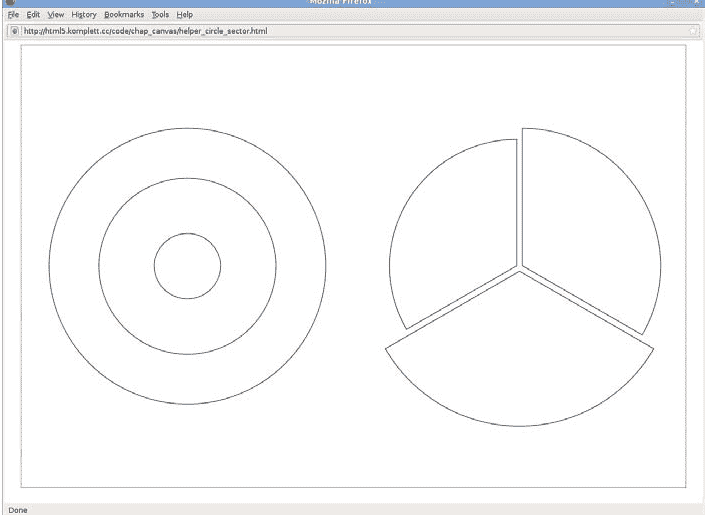 Mozilla Firefox
File Edit View History Bookmarks Tools Help
http://html5.komplett.cc/code/chap_canvas/helper_circle_sector.html
Done